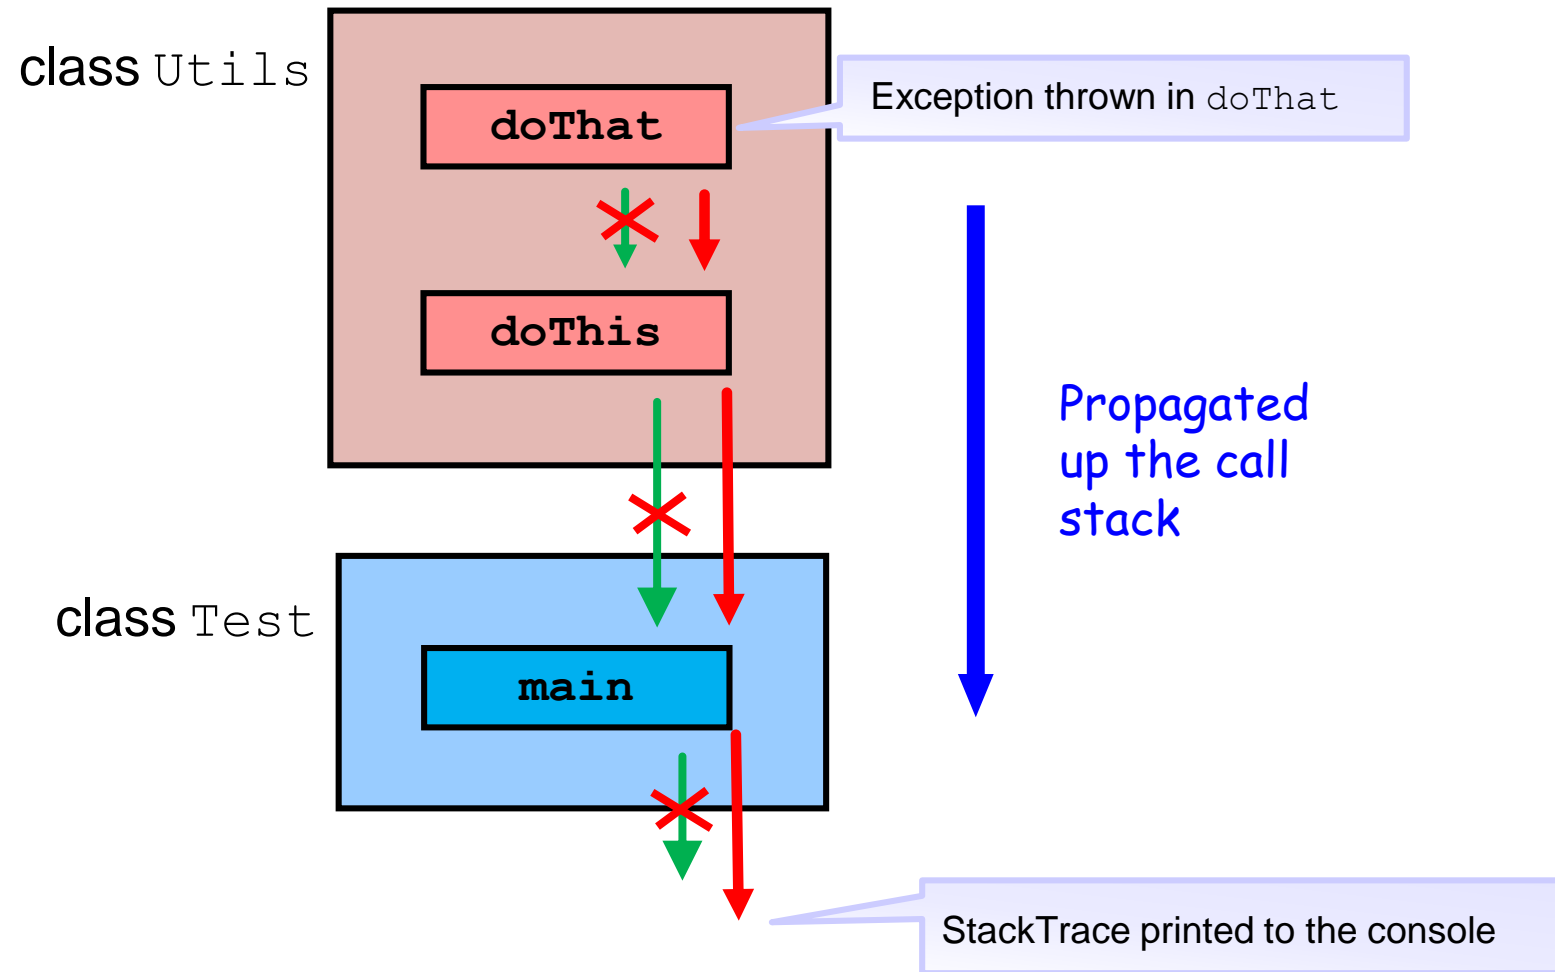 class Utils
doThat
Exception thrown in doThat
doThis
Propagated
up the call
stack
class Test
main
StackTrace printed to the console